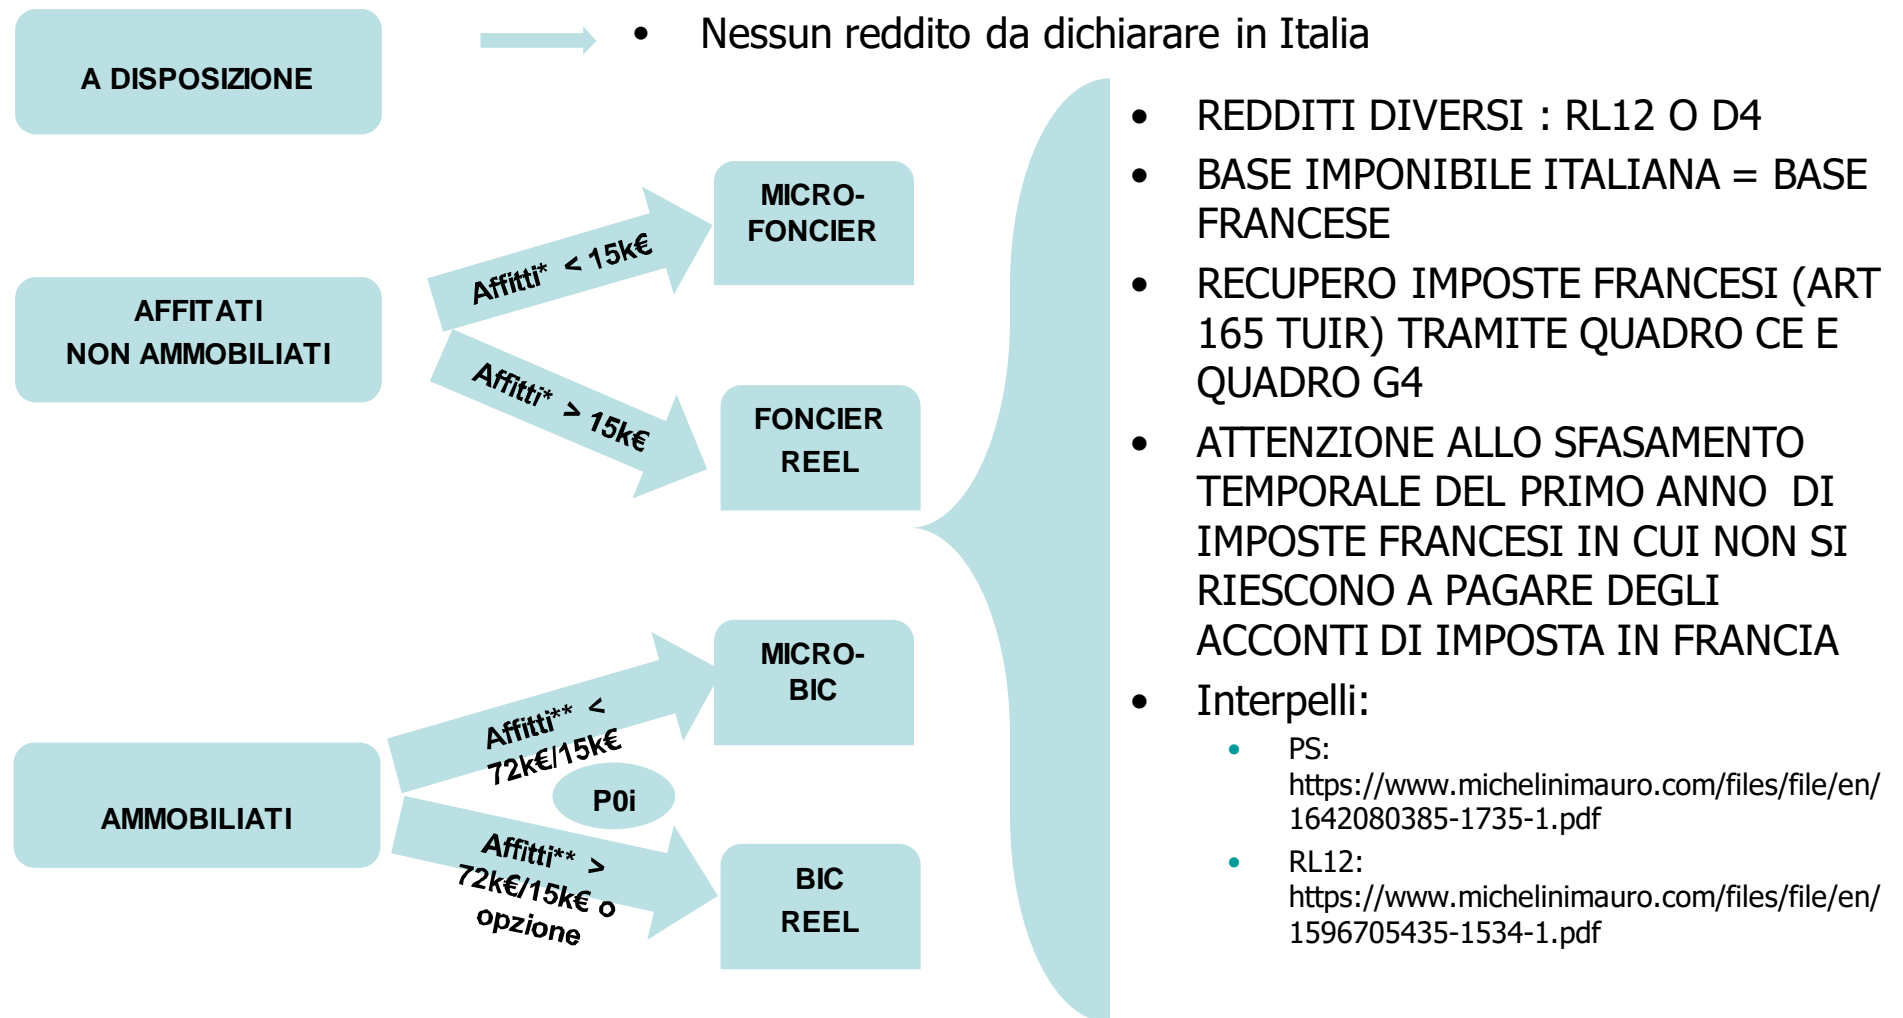 A DISPOSIZIONE
• Nessun reddito da dichiarare in Italia
AFFITATI
NON AMMOBILIATI
Affitti* < 15k€
Affitti* > 15k€
MICRO-
FONCIER
FONCIER
REEL
AMMOBILIATI
Affitti** <
72k€/15k€
P0i
Affitti** >
72k€/15k€ o
opzione
MICRO-
BIC
BIC
REEL
• REDDITI DIVERSI : RL12 O D4
• BASE IMPONIBILE ITALIANA = BASE
FRANCESE
• RECUPERO IMPOSTE FRANCESI (ART
165 TUIR) TRAMITE QUADRO CE E
QUADRO G4
• ATTENZIONE ALLO SFASAMENTO
TEMPORALE DEL PRIMO ANNO DI
IMPOSTE FRANCESI IN CUI NON SI
RIESCONO A PAGARE DEGLI
ACCONTI DI IMPOSTA IN FRANCIA
• Interpelli:
• PS:
https://www.michelinimauro.com/files/file/en/
1642080385-1735-1.pdf
• RL12:
https://www.michelinimauro.com/files/file/en/
1596705435-1534-1.pdf